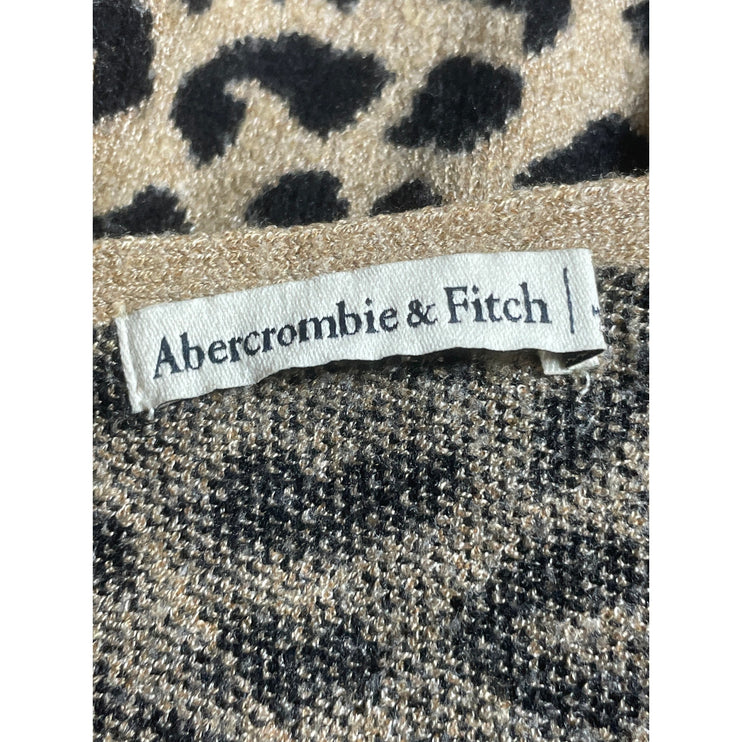 Abercrombie & Fitch |